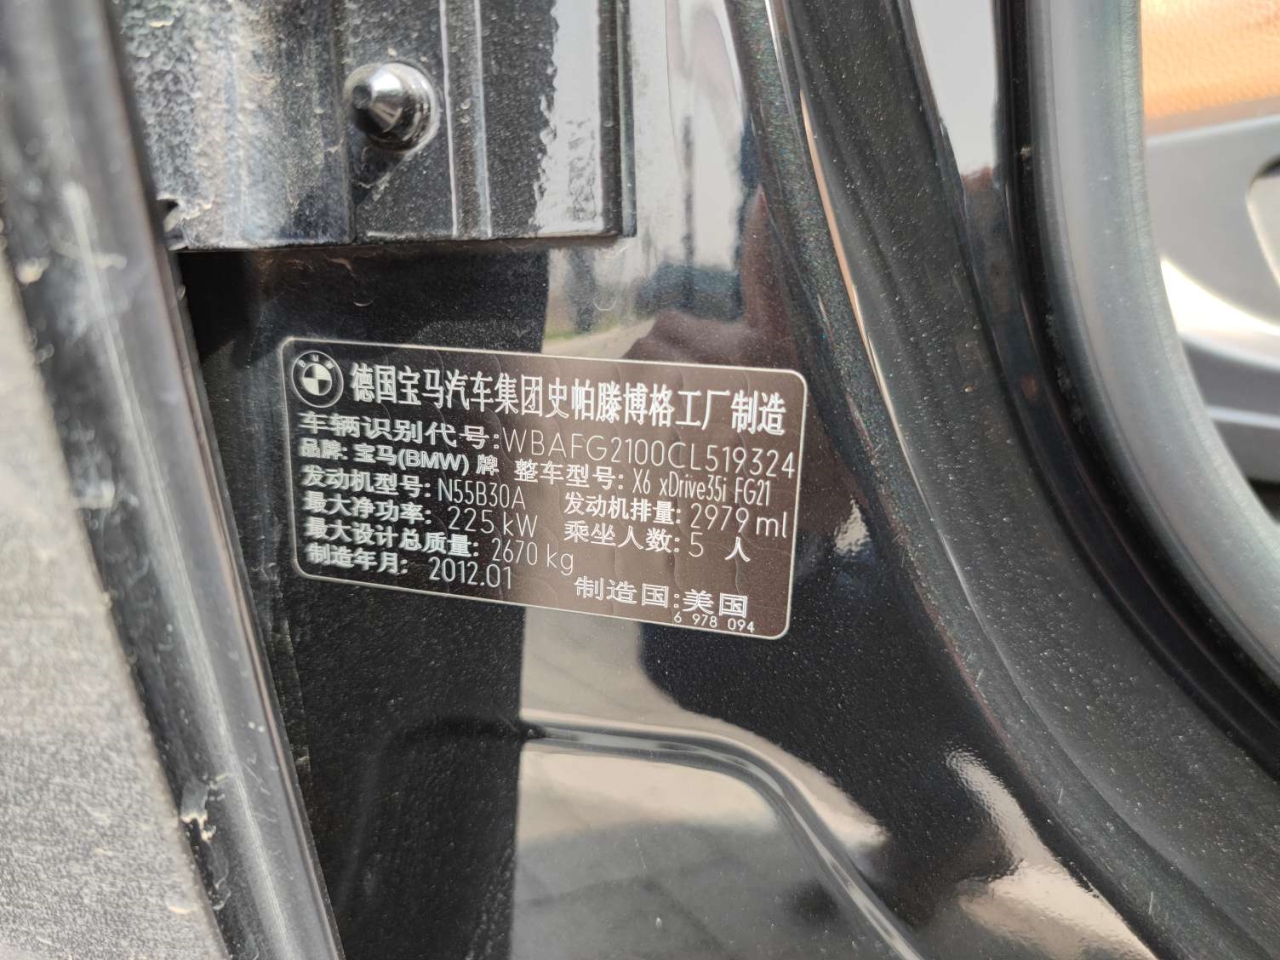 BMW
德国宝马汽车集团史帕滕博格工厂制造
车辆识别代号:WBAFG2100CL519324
品牌: 宝马(BMW) 牌 整车型号: X6 xDrive35i FG21
发动机型号: N55B30A 发动机排量: 2979 ml
最大净功率: 225 kW 乘坐人数: 5 人
最大设计总质量: 2670 kg
制造年月: 2012.01 制造国:美国
6 978 094